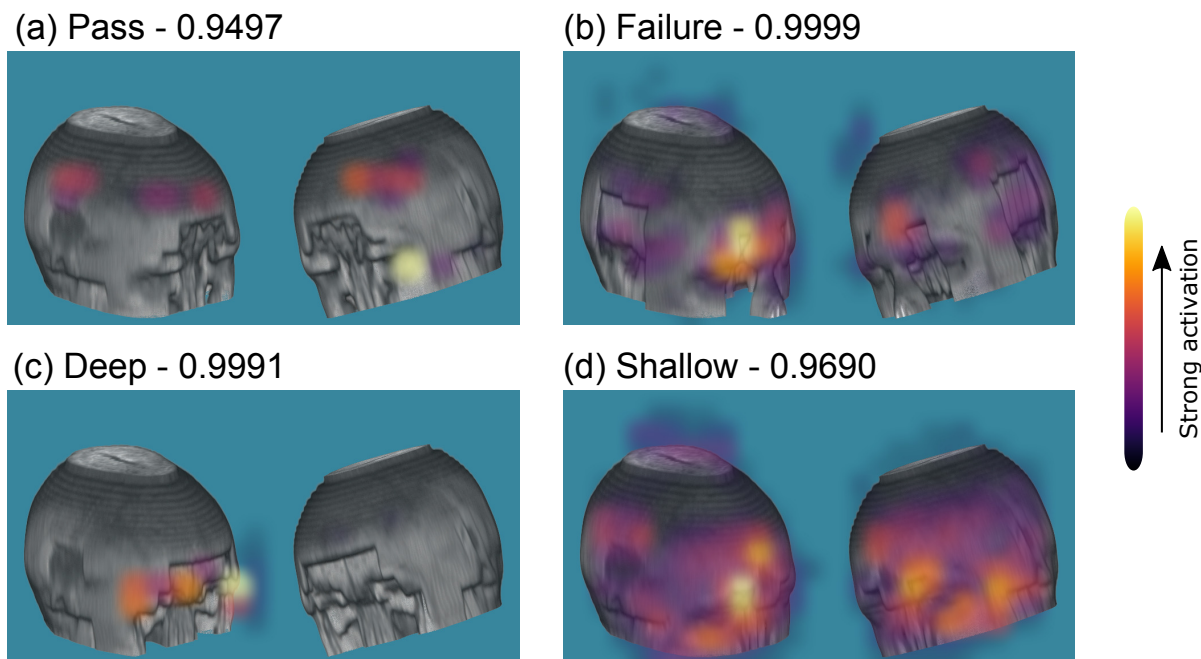 (a) Pass - 0.9497
(b) Failure - 0.9999
(c) Deep - 0.9991
(d) Shallow - 0.9690
Strong activation